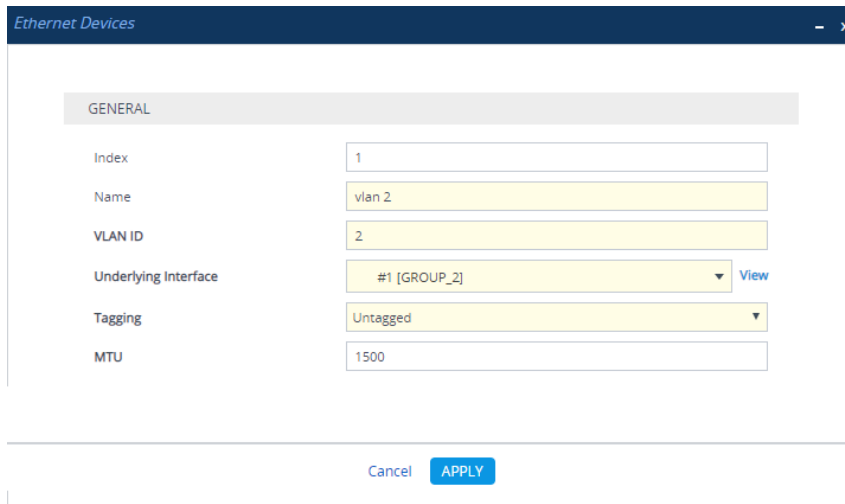 Ethernet Devices
GENERAL
Index 1
Name vlan 2
VLAN ID 2
Underlying Interface #1 [GROUP_2] View
Tagging Untagged
MTU 1500
Cancel APPLY